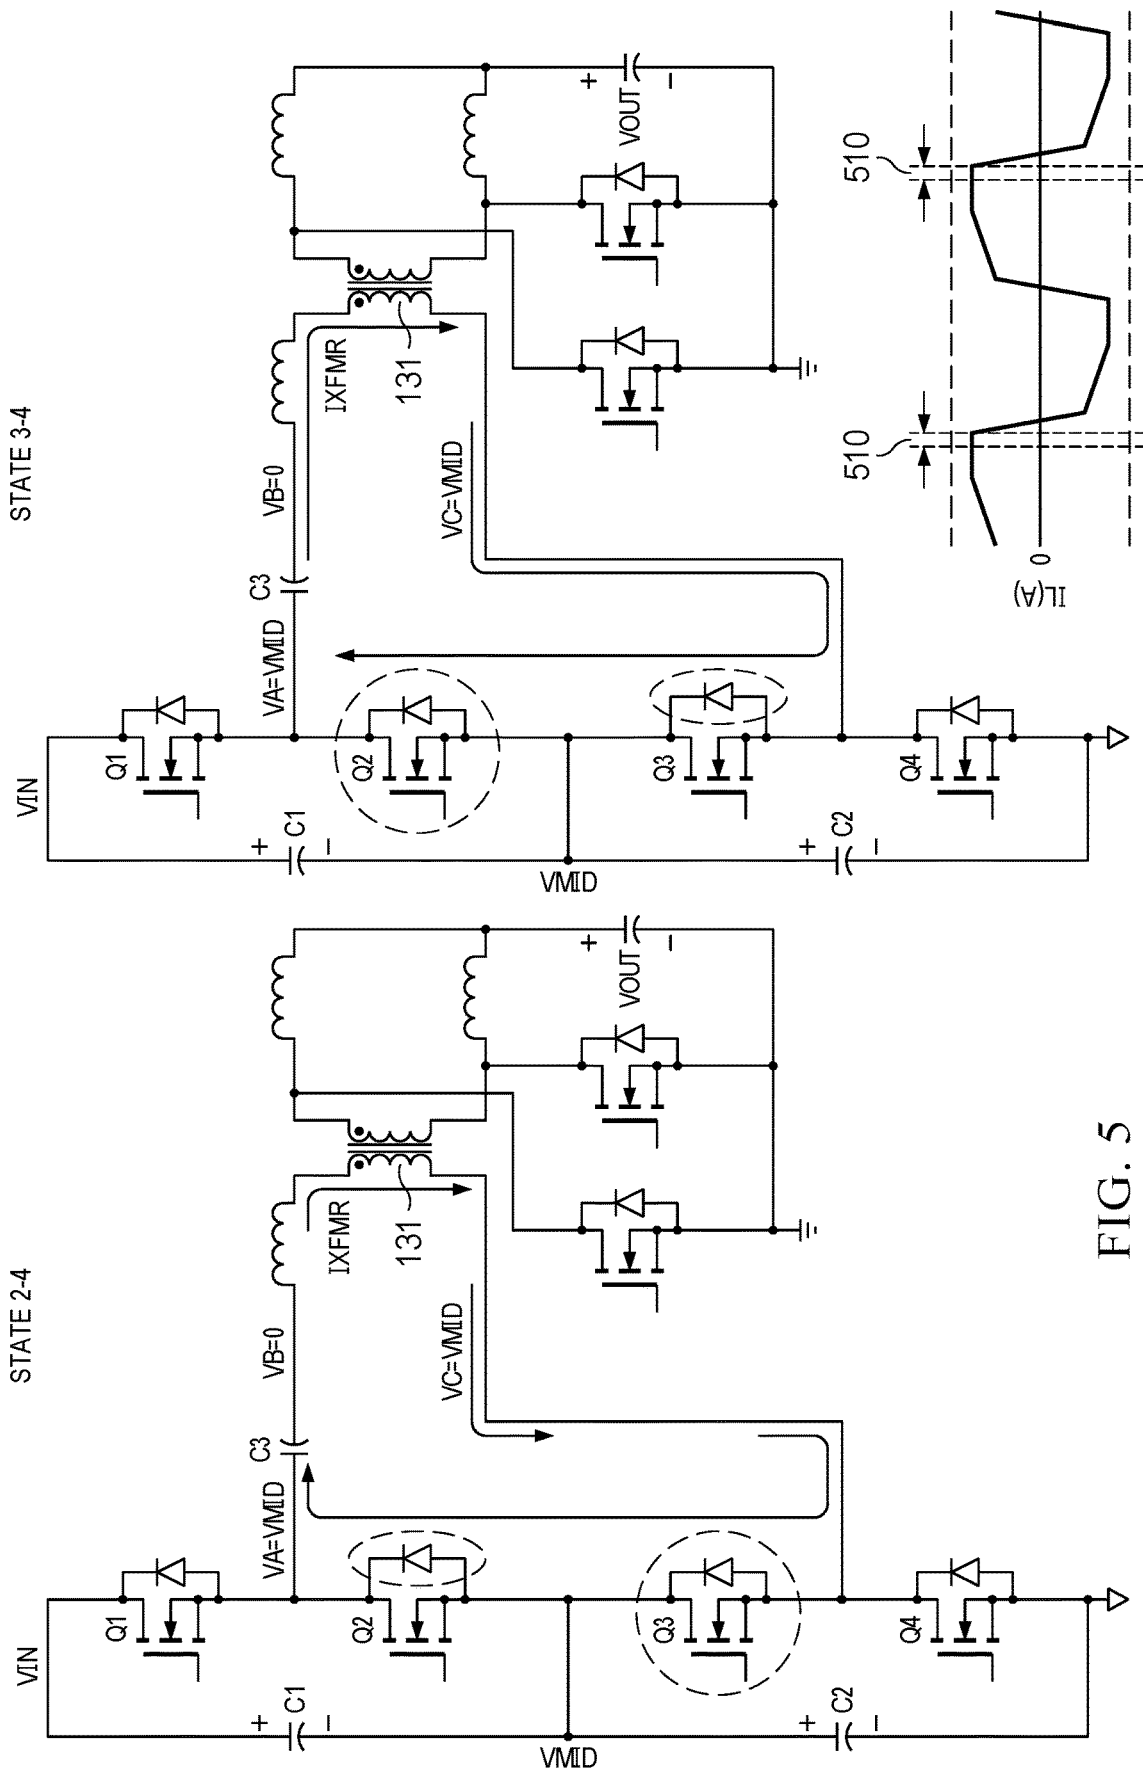 STATE 2-4
VIN
C1
+
-
VMID
C2
+
-
Q1
Q2
Q3
Q4
VA=VMID
C3
VB=0
IXFMR
131
VC=VMID
VOUT
+
-
STATE 3-4
VIN
C1
+
-
VMID
C2
+
-
Q1
Q2
Q3
Q4
VA=VMID
C3
VB=0
IXFMR
131
VC=VMID
VOUT
+
-
IL(A)
0
510
510
FIG. 5